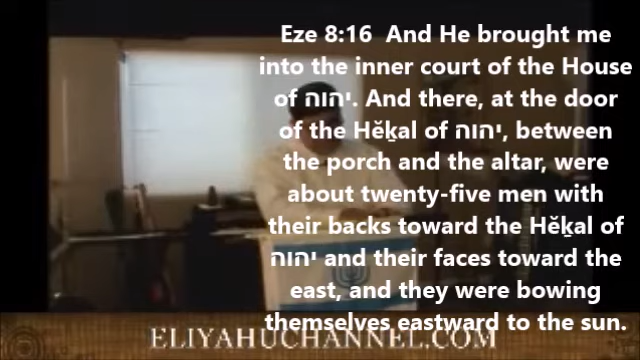 Eze 8:16  And He brought me
into the inner court of the House
of יהוה. And there, at the door
of the Hĕḵal of יהוה, between
the porch and the altar, were
about twenty-five men with
their backs toward the Hĕḵal of
יהוה and their faces toward the
east, and they were bowing
themselves eastward to the sun.
ELIYAHUCHANNEL.COM